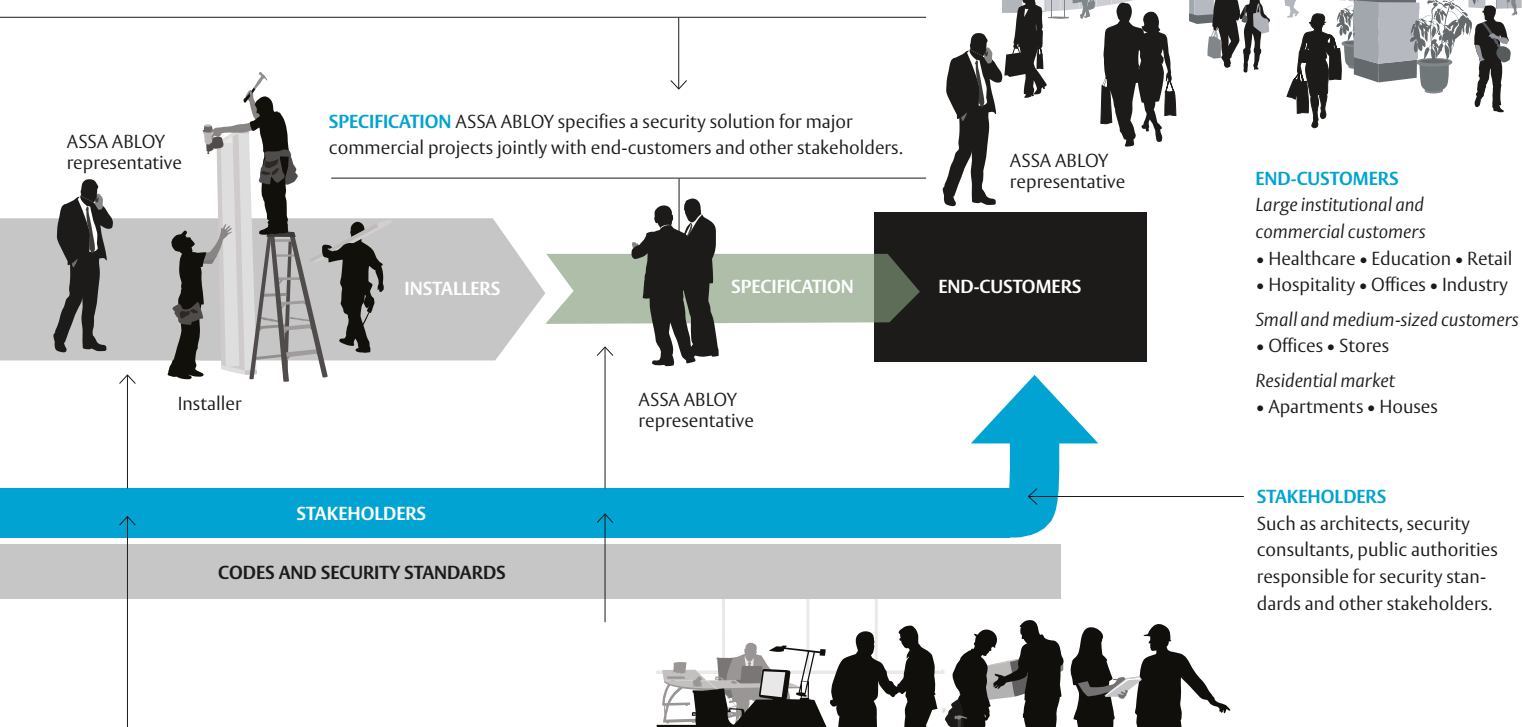 SPECIFICATION ASSA ABLOY specifies a security solution for major
commercial projects jointly with end-customers and other stakeholders.
ASSA ABLOY
representative
ASSA ABLOY
representative
INSTALLERS
SPECIFICATION
END-CUSTOMERS
Installer
ASSA ABLOY
representative
END-CUSTOMERS
Large institutional and
commercial customers
• Healthcare • Education • Retail
• Hospitality • Offices • Industry
Small and medium-sized customers
• Offices • Stores
Residential market
• Apartments • Houses
STAKEHOLDERS
CODES AND SECURITY STANDARDS
STAKEHOLDERS
Such as architects, security
consultants, public authorities
responsible for security stan-
dards and other stakeholders.